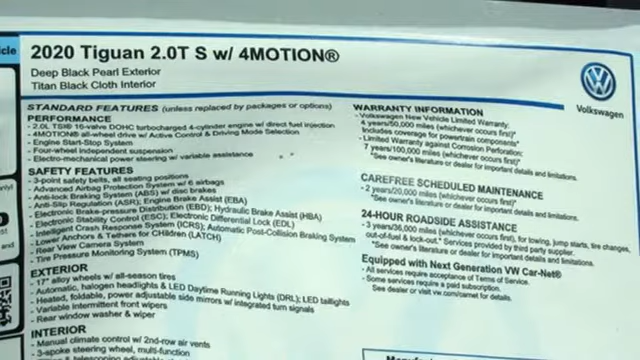 icle
2020 Tiguan 2.0T S w/ 4MOTION®
Deep Black Pearl Exterior
Titan Black Cloth Interior
Volkswagen
STANDARD FEATURES (unless replaced by packages or options)
PERFORMANCE
- 2.0L TSI® 16-valve DOHC turbocharged 4-cylinder engine w/ direct fuel injection
- 4MOTION® all-wheel drive w/ Active Control & Driving Mode Selection
- Engine Start-Stop System
- Four-wheel independent suspension
- Electro-mechanical power steering w/ variable assistance
SAFETY FEATURES
- 3-point safety belts, all seating positions
- Advanced Airbag Protection System w/ 6 airbags
- Anti-lock Braking System (ABS) w/ disc brakes
- Anti-Slip Regulation (ASR); Engine Brake Assist (EBA)
- Electronic Brake-pressure Distribution (EBD); Hydraulic Brake Assist (HBA)
- Electronic Stability Control (ESC); Electronic Differential Lock (EDL)
- Intelligent Crash Response System (ICRS); Automatic Post-Collision Braking System
- Lower Anchors & Tethers for CHildren (LATCH)
- Rear View Camera System
- Tire Pressure Monitoring System (TPMS)
EXTERIOR
- 17" alloy wheels w/ all-season tires
- Automatic, halogen headlights & LED Daytime Running Lights (DRL); LED taillights
- Heated, foldable, power adjustable side mirrors w/ integrated turn signals
- Variable intermittent front wipers
- Rear window washer & wiper
INTERIOR
- Manual climate control w/ 2nd-row air vents
- 3-spoke steering wheel, multi-function
& telescoping
WARRANTY INFORMATION
- Volkswagen New Vehicle Limited Warranty:
4 years/50,000 miles (whichever occurs first)*
Includes coverage for powertrain components*
- Limited Warranty against Corrosion Perforation:
7 years/100,000 miles (whichever occurs first)*
*See owner's literature or dealer for important details and limitations.
CAREFREE SCHEDULED MAINTENANCE
- 2 years/20,000 miles (whichever occurs first)*
*See owner's literature or dealer for important details and limitations.
24-HOUR ROADSIDE ASSISTANCE
- 3 years/36,000 miles (whichever occurs first), for towing, jump starts, tire changes,
out-of-fuel & lock-out.* Services provided by third party supplier.
*See owner's literature or dealer for important details and limitations.
Equipped with Next Generation VW Car-Net®
- All services require acceptance of Terms of Service.
- Some services require a paid subscription.
See dealer or visit vw.com/carnet for details.
and